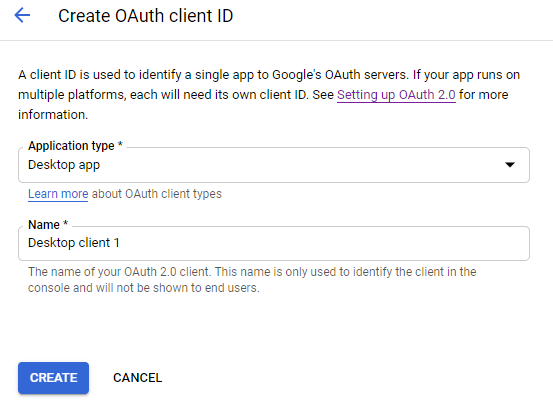 Create OAuth client ID
A client ID is used to identify a single app to Google's OAuth servers. If your app runs on
multiple platforms, each will need its own client ID. See Setting up OAuth 2.0 for more
information.
Application type *
Desktop app
Learn more about OAuth client types
Name *
Desktop client 1
The name of your OAuth 2.0 client. This name is only used to identify the client in the
console and will not be shown to end users.
CREATE CANCEL